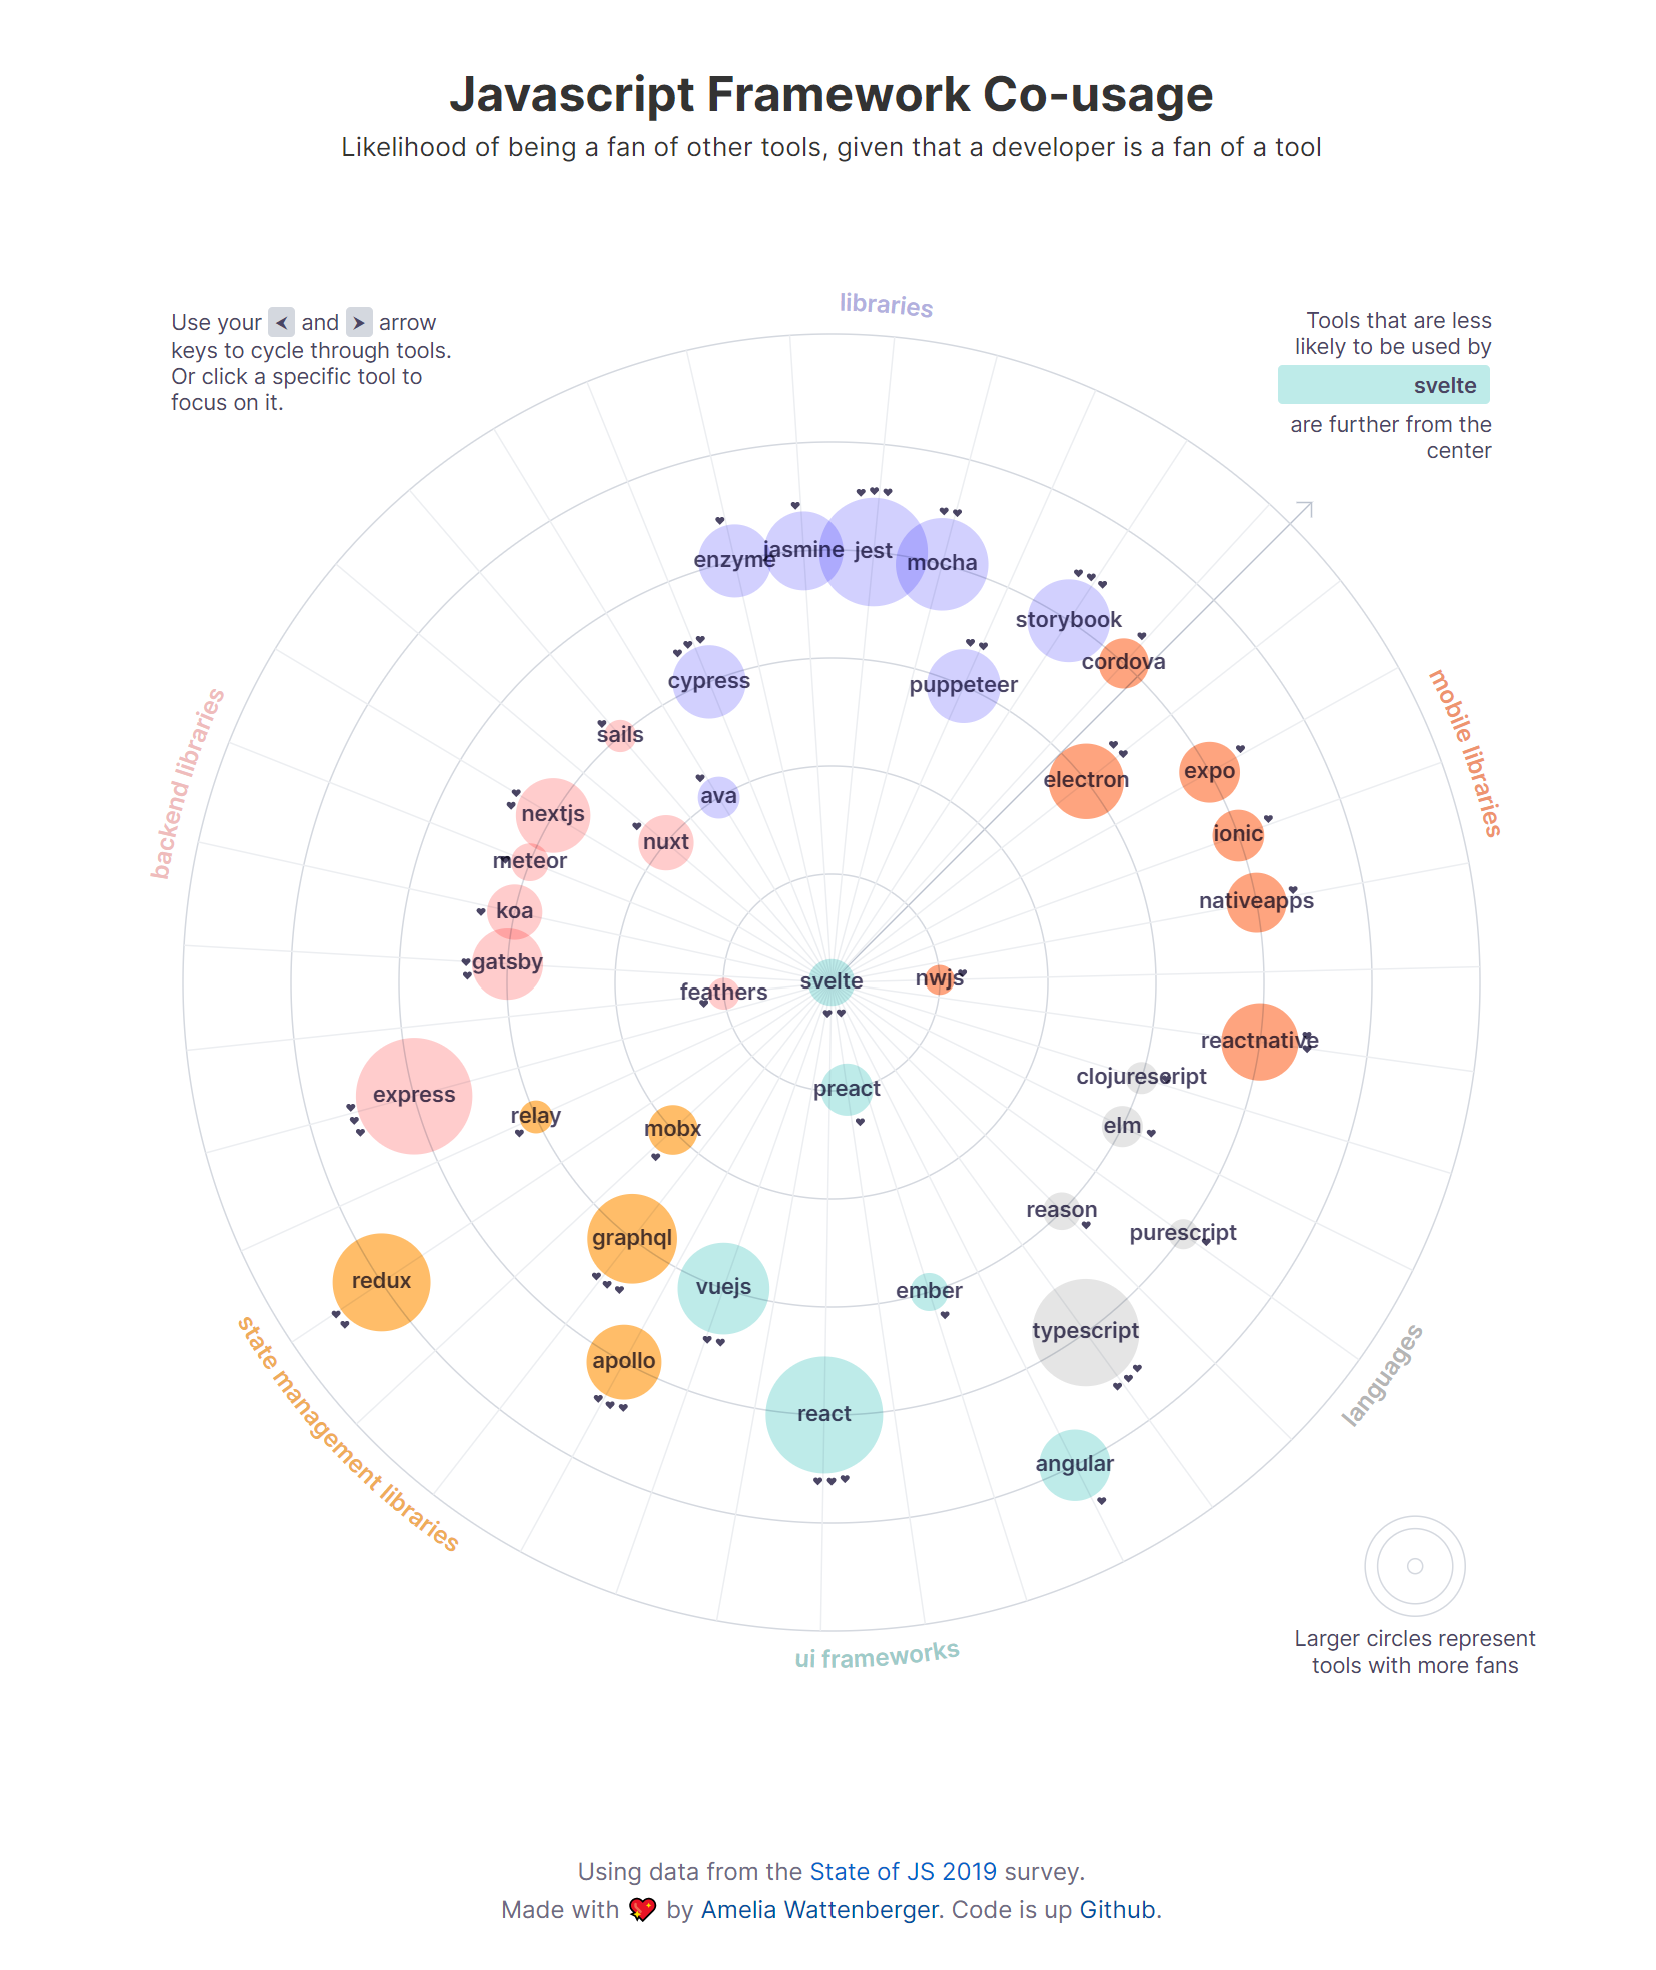 Javascript Framework Co-usage
Likelihood of being a fan of other tools, given that a developer is a fan of a tool
Use your ⮜ and ⮞ arrow
keys to cycle through tools.
Or click a specific tool to
focus on it.
Tools that are less
likely to be used by
svelte
are further from the
center
libraries
mobile libraries
languages
ui frameworks
state management libraries
backend libraries
enzyme
jasmine
jest
mocha
storybook
cordova
cypress
puppeteer
sails
electron
expo
ava
nextjs
nuxt
ionic
meteor
nativeapps
koa
gatsby
svelte
nwjs
feathers
reactnative
clojurescript
preact
express
relay
mobx
elm
reason
purescript
graphql
redux
vuejs
ember
typescript
apollo
react
angular
Larger circles represent
tools with more fans
Using data from the State of JS 2019 survey.
Made with 💖 by Amelia Wattenberger. Code is up Github.